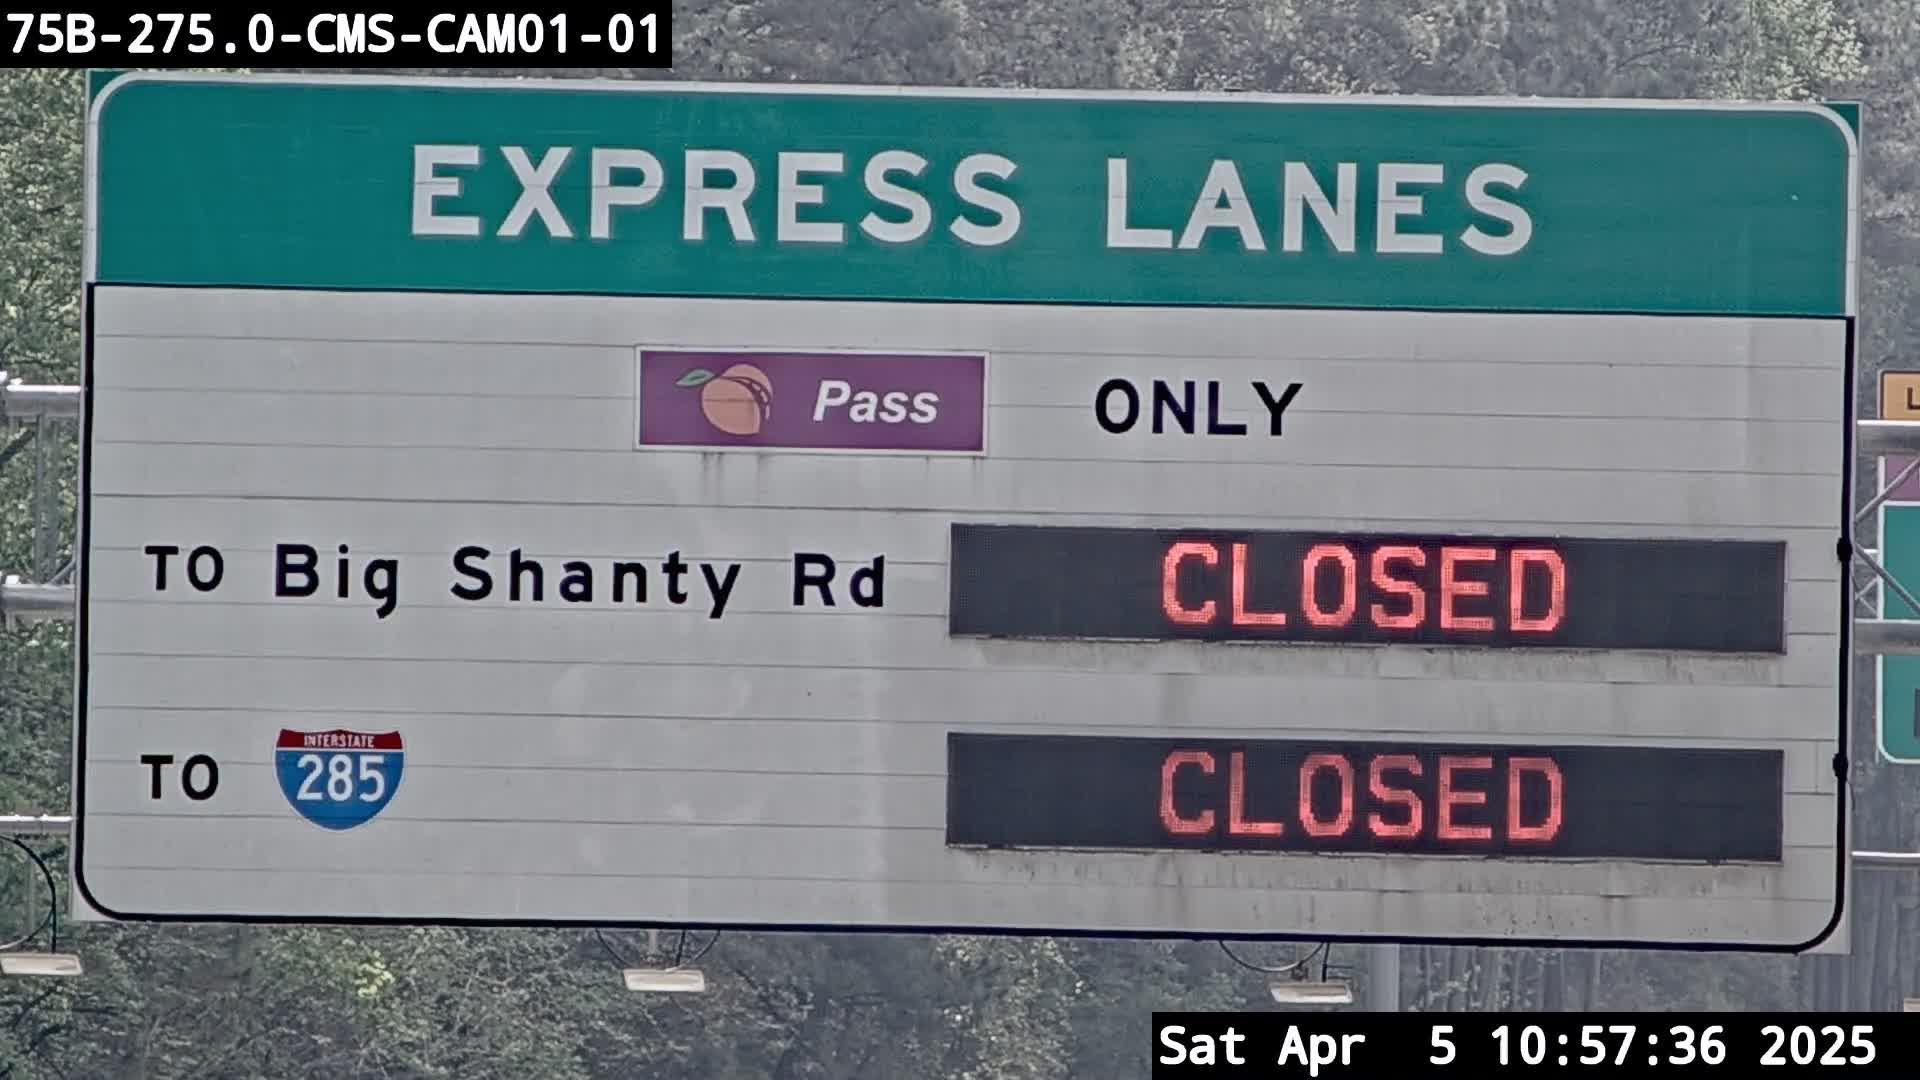 75B-275.0-CMS-CAM01-01
EXPRESS LANES
Pass ONLY
TO Big Shanty Rd CLOSED
TO INTERSTATE 285 CLOSED
Sat Apr 5 10:57:36 2025